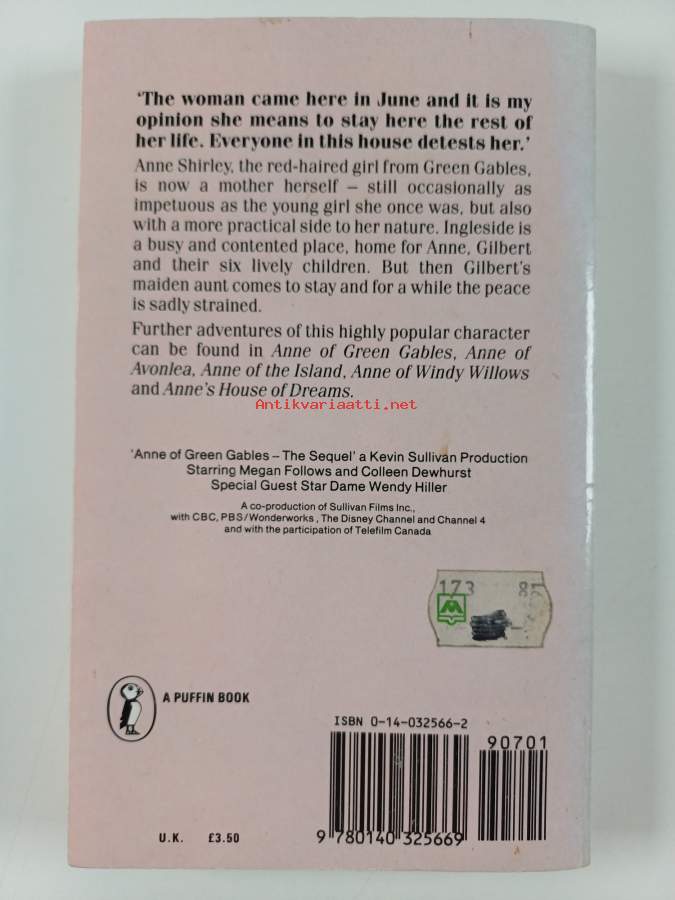 'The woman came here in June and it is my
opinion she means to stay here the rest of
her life. Everyone in this house detests her.'
Anne Shirley, the red-haired girl from Green Gables,
is now a mother herself – still occasionally as
impetuous as the young girl she once was, but also
with a more practical side to her nature. Ingleside is
a busy and contented place, home for Anne, Gilbert
and their six lively children. But then Gilbert's
maiden aunt comes to stay and for a while the peace
is sadly strained.
Further adventures of this highly popular character
can be found in Anne of Green Gables, Anne of
Avonlea, Anne of the Island, Anne of Windy Willows
and Anne's House of Dreams.
Antikvariaatti.net
'Anne of Green Gables – The Sequel' a Kevin Sullivan Production
Starring Megan Follows and Colleen Dewhurst
Special Guest Star Dame Wendy Hiller
A co-production of Sullivan Films Inc.,
with CBC, PBS/Wonderworks, The Disney Channel and Channel 4
and with the participation of Telefilm Canada
173 81
A PUFFIN BOOK
ISBN 0-14-032566-2
90701
9 780140 325669
U.K. £3.50